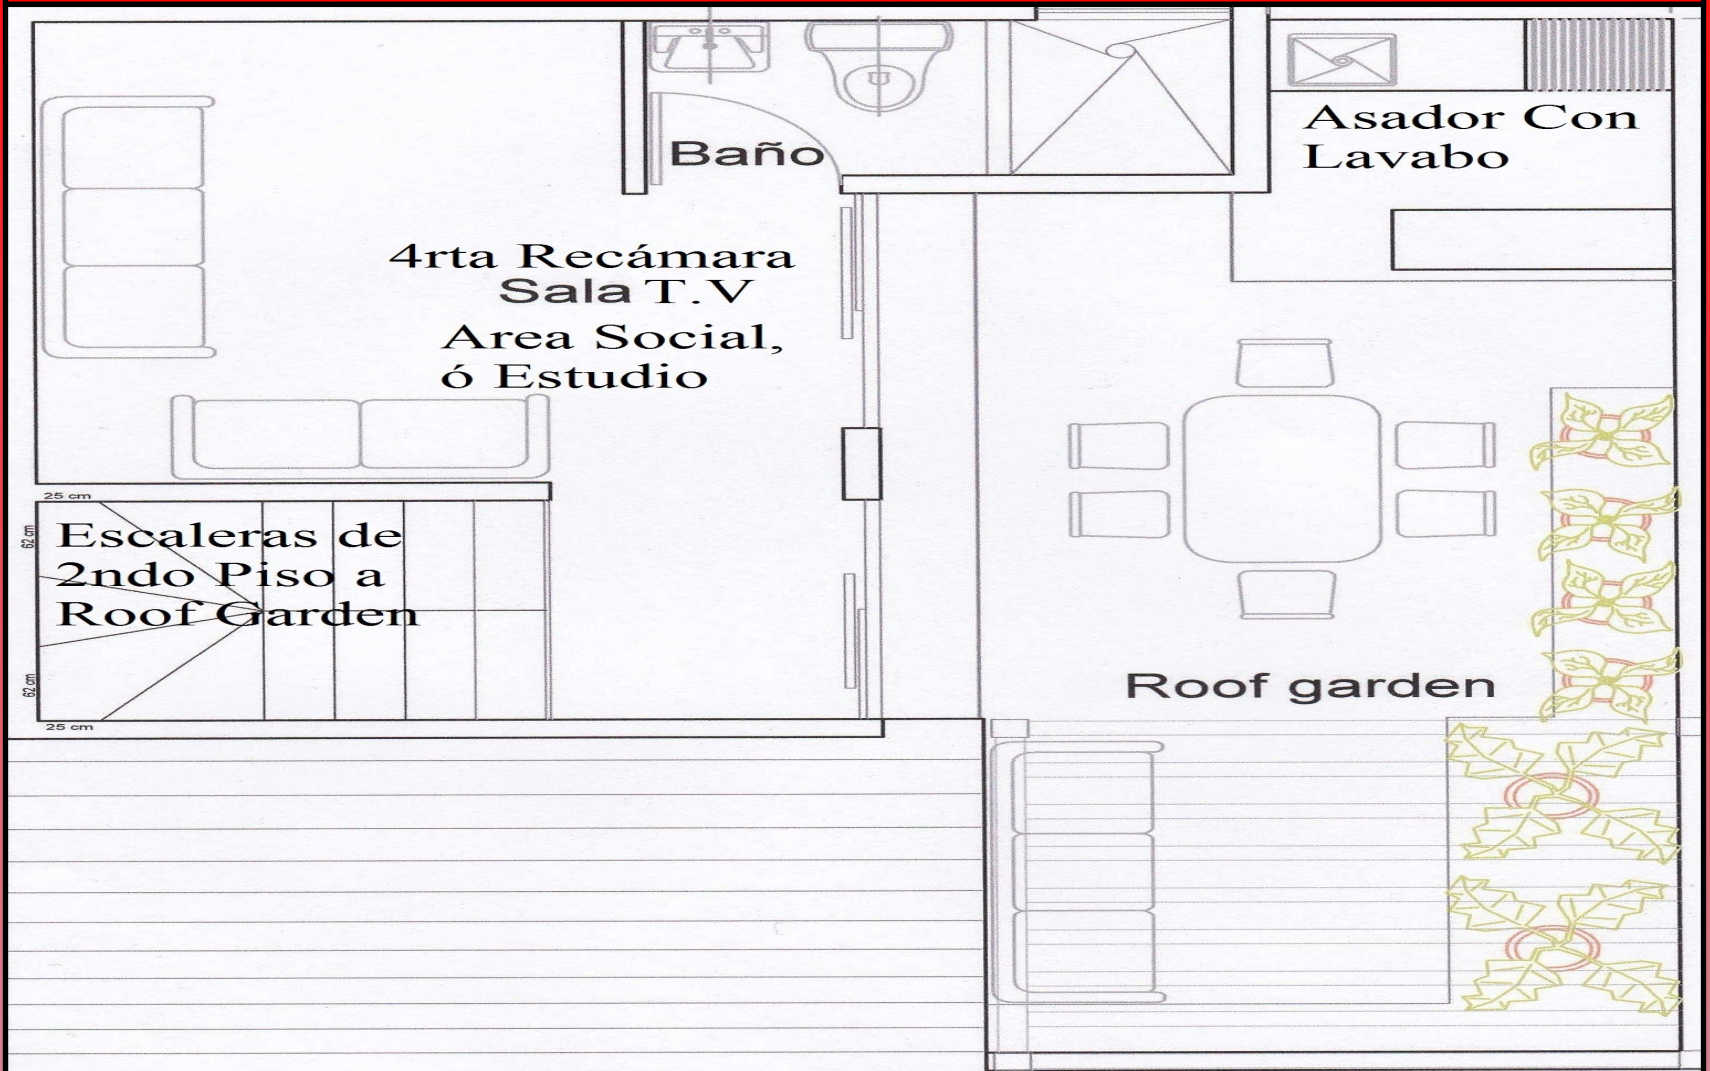 Baño
Asador Con
Lavabo
4rta Recámara
Sala T.V
Area Social,
ó Estudio
25 cm
62 cm
Escaleras de
2ndo Piso a
Roof Garden
62 cm
25 cm
Roof garden